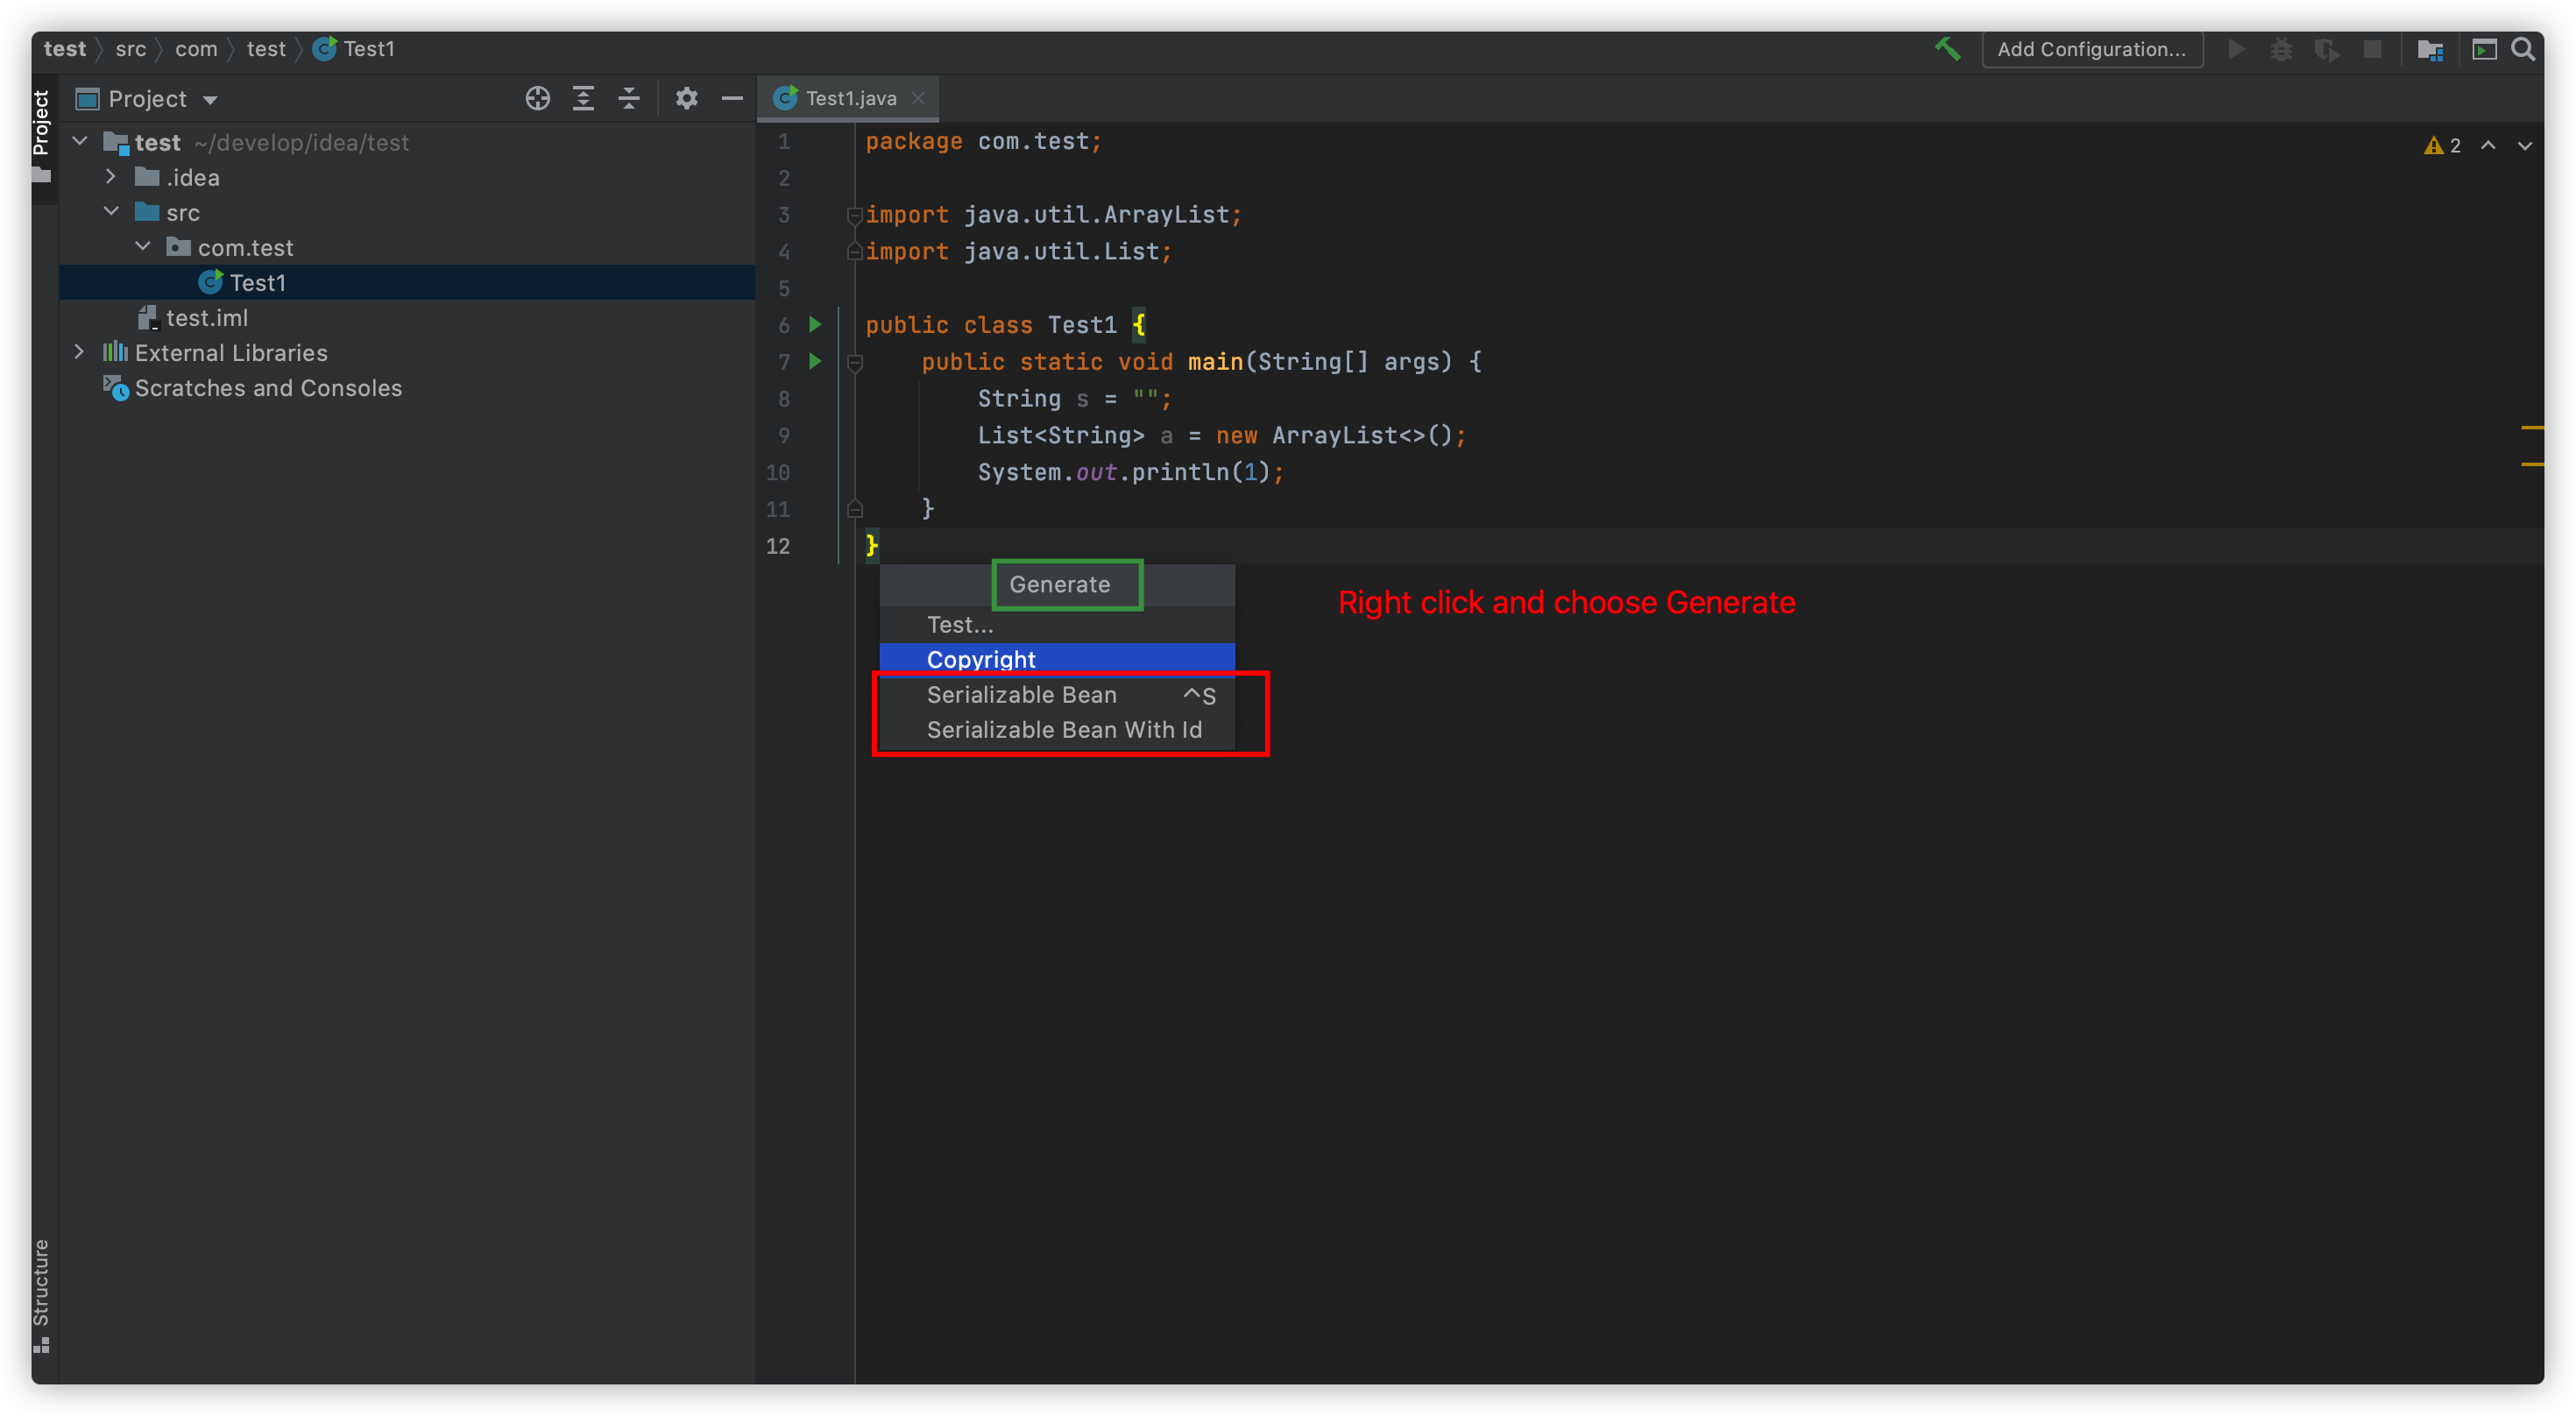 test src com test Test1
Add Configuration...
Project
Project
Test1.java
test ~/develop/idea/test
.idea
src
com.test
Test1
test.iml
External Libraries
Scratches and Consoles
Structure
2
1 package com.test;
2
3 import java.util.ArrayList;
4 import java.util.List;
5
6 public class Test1 {
7 public static void main(String[] args) {
8 String s = "";
9 List<String> a = new ArrayList<>();
10 System.out.println(1);
11 }
12 }
Generate
Test...
Copyright
Serializable Bean ^S
Serializable Bean With Id
Right click and choose Generate